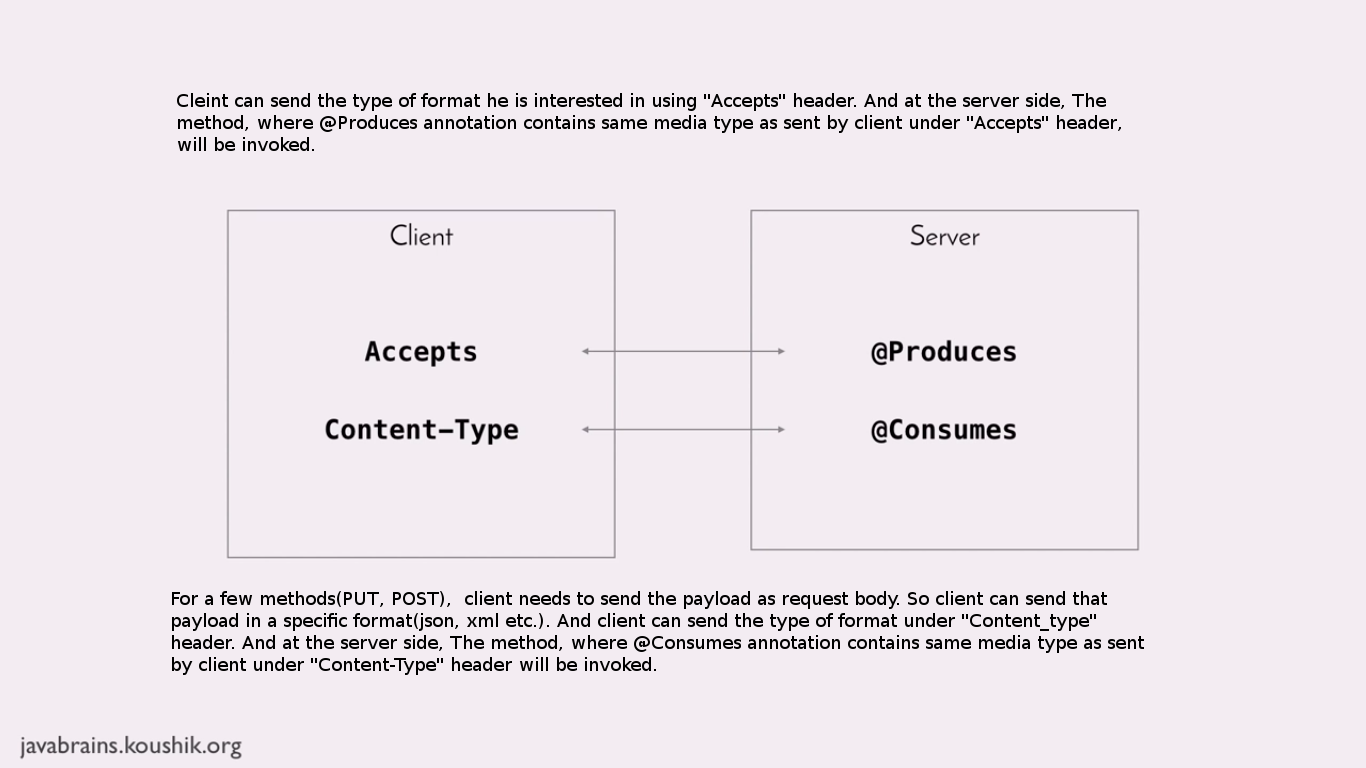 Cleint can send the type of format he is interested in using "Accepts" header. And at the server side, The
method, where @Produces annotation contains same media type as sent by client under "Accepts" header,
will be invoked.
Client
Server
Accepts
@Produces
Content-Type
@Consumes
For a few methods(PUT, POST),  client needs to send the payload as request body. So client can send that
payload in a specific format(json, xml etc.). And client can send the type of format under "Content_type"
header. And at the server side, The method, where @Consumes annotation contains same media type as sent
by client under "Content-Type" header will be invoked.
javabrains.koushik.org